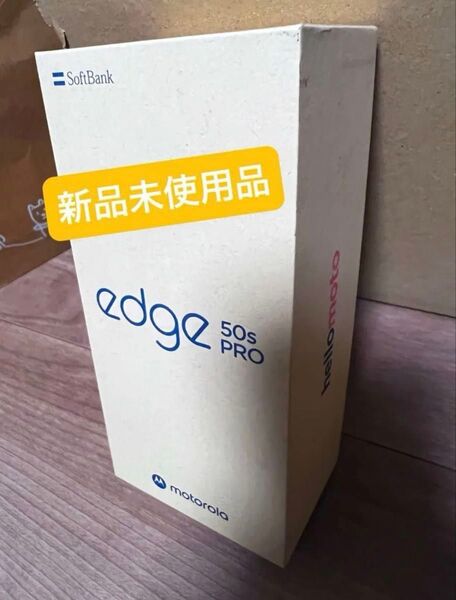 SoftBank
新品未使用品
edge 50s
PRO
motorola
hellomoto